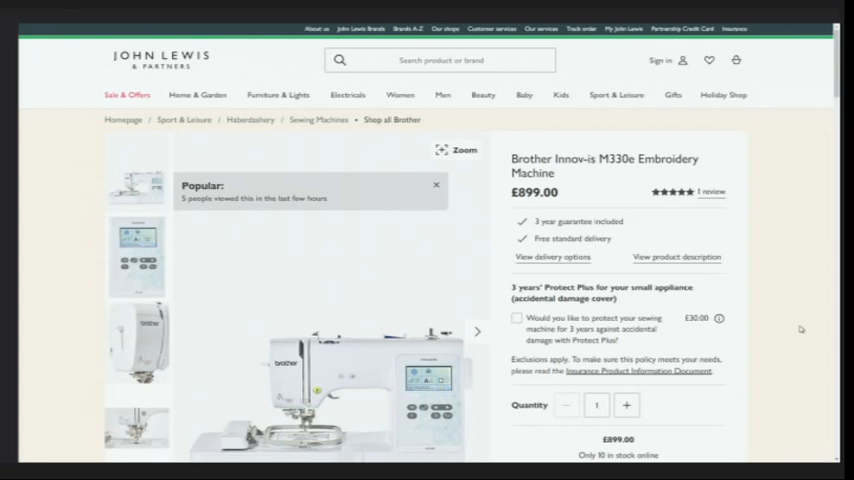 About us John Lewis Brands Brands A-Z Our shops Customer services Our services Track order My John Lewis Partnership Credit Card Insurance
JOHN LEWIS
& PARTNERS
Search product or brand
Sign in
Sale & Offers Home & Garden Furniture & Lights Electricals Women Men Beauty Baby Kids Sport & Leisure Gifts Holiday Shop
Homepage / Sport & Leisure / Haberdashery / Sewing Machines • Shop all Brother
Zoom
Popular:
5 people viewed this in the last few hours
brother
brother
Brother Innov-is M330e Embroidery
Machine
£899.00
1 review
3 year guarantee included
Free standard delivery
View delivery options View product description
3 years' Protect Plus for your small appliance
(accidental damage cover)
Would you like to protect your sewing
machine for 3 years against accidental
damage with Protect Plus?
£30.00
Exclusions apply. To make sure this policy meets your needs,
please read the Insurance Product Information Document.
Quantity 1
£899.00
Only 10 in stock online